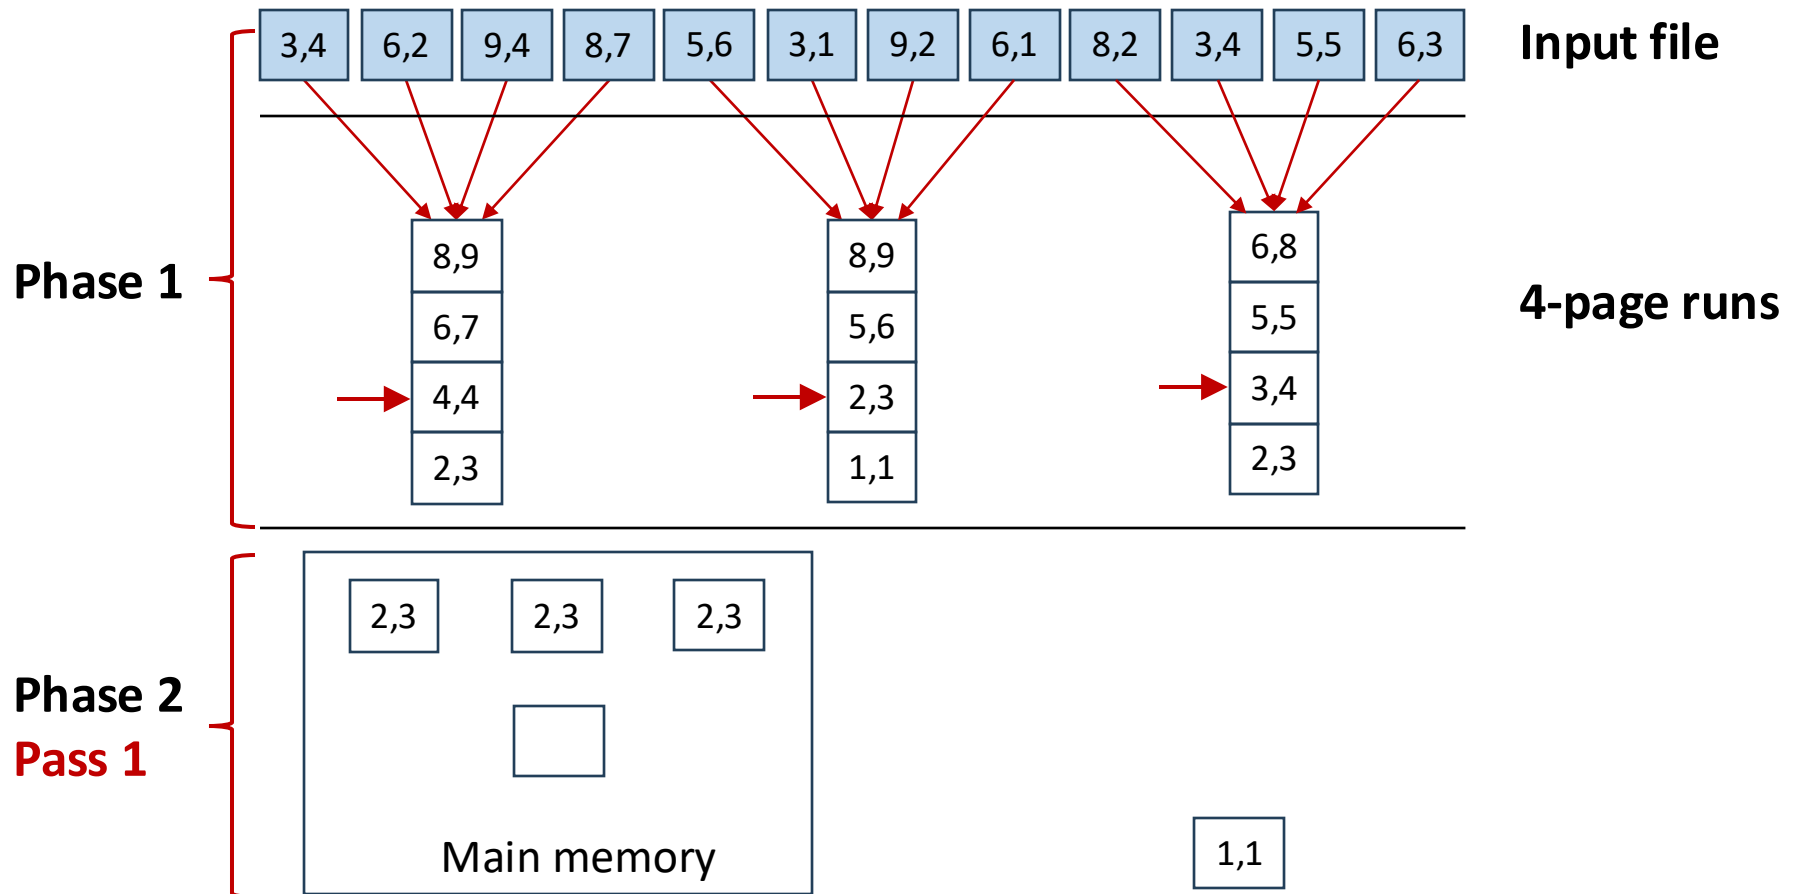 3,4 6,2 9,4 8,7 5,6 3,1 9,2 6,1 8,2 3,4 5,5 6,3 Input file
Phase 1
8,9
6,7
4,4
2,3
8,9
5,6
2,3
1,1
6,8
5,5
3,4
2,3
4-page runs
Phase 2
Pass 1
2,3 2,3 2,3
Main memory
1,1